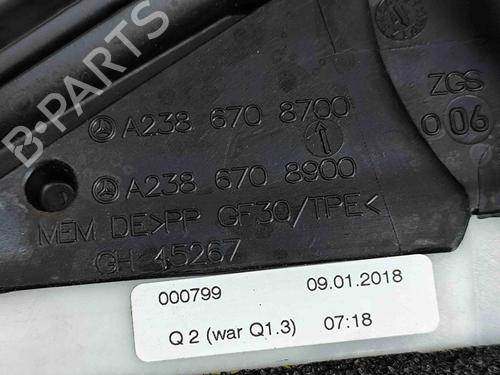 B-PARTS
A238 670 8700
ZGS
006
A238 670 8900
MEM DE>PP GF30/TPE<
GH 45267
000799 09.01.2018
Q 2 (war Q1.3) 07:18